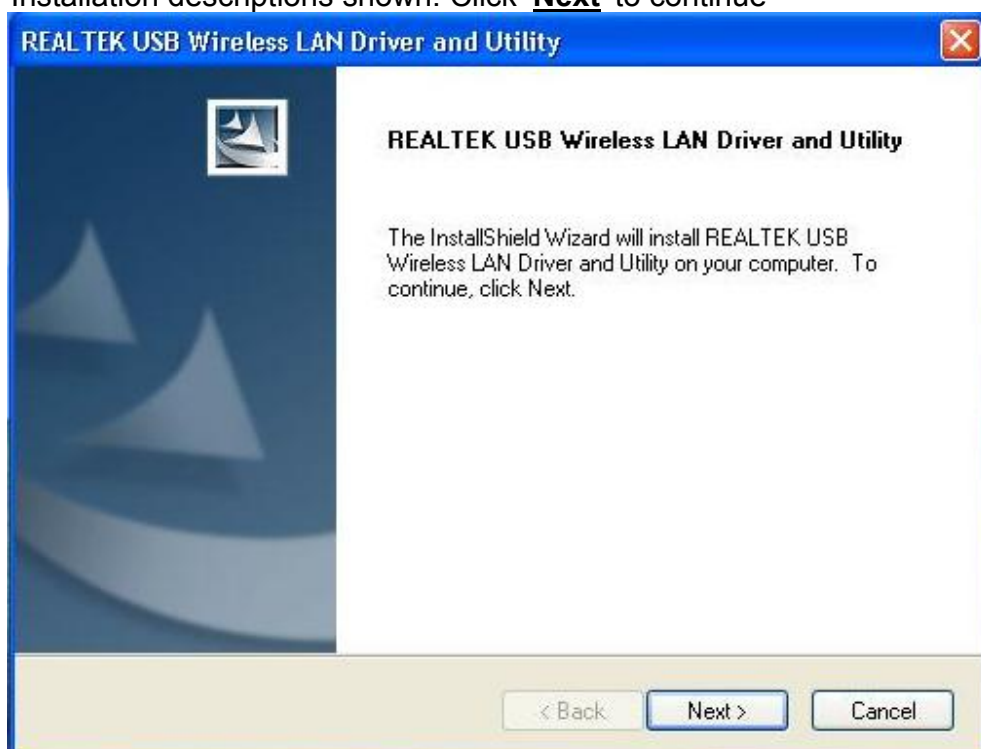 Installation descriptions shown. Click 'Next' to continue
REALTEK USB Wireless LAN Driver and Utility
REALTEK USB Wireless LAN Driver and Utility
The InstallShield Wizard will install REALTEK USB
Wireless LAN Driver and Utility on your computer. To
continue, click Next.
< Back
Next >
Cancel